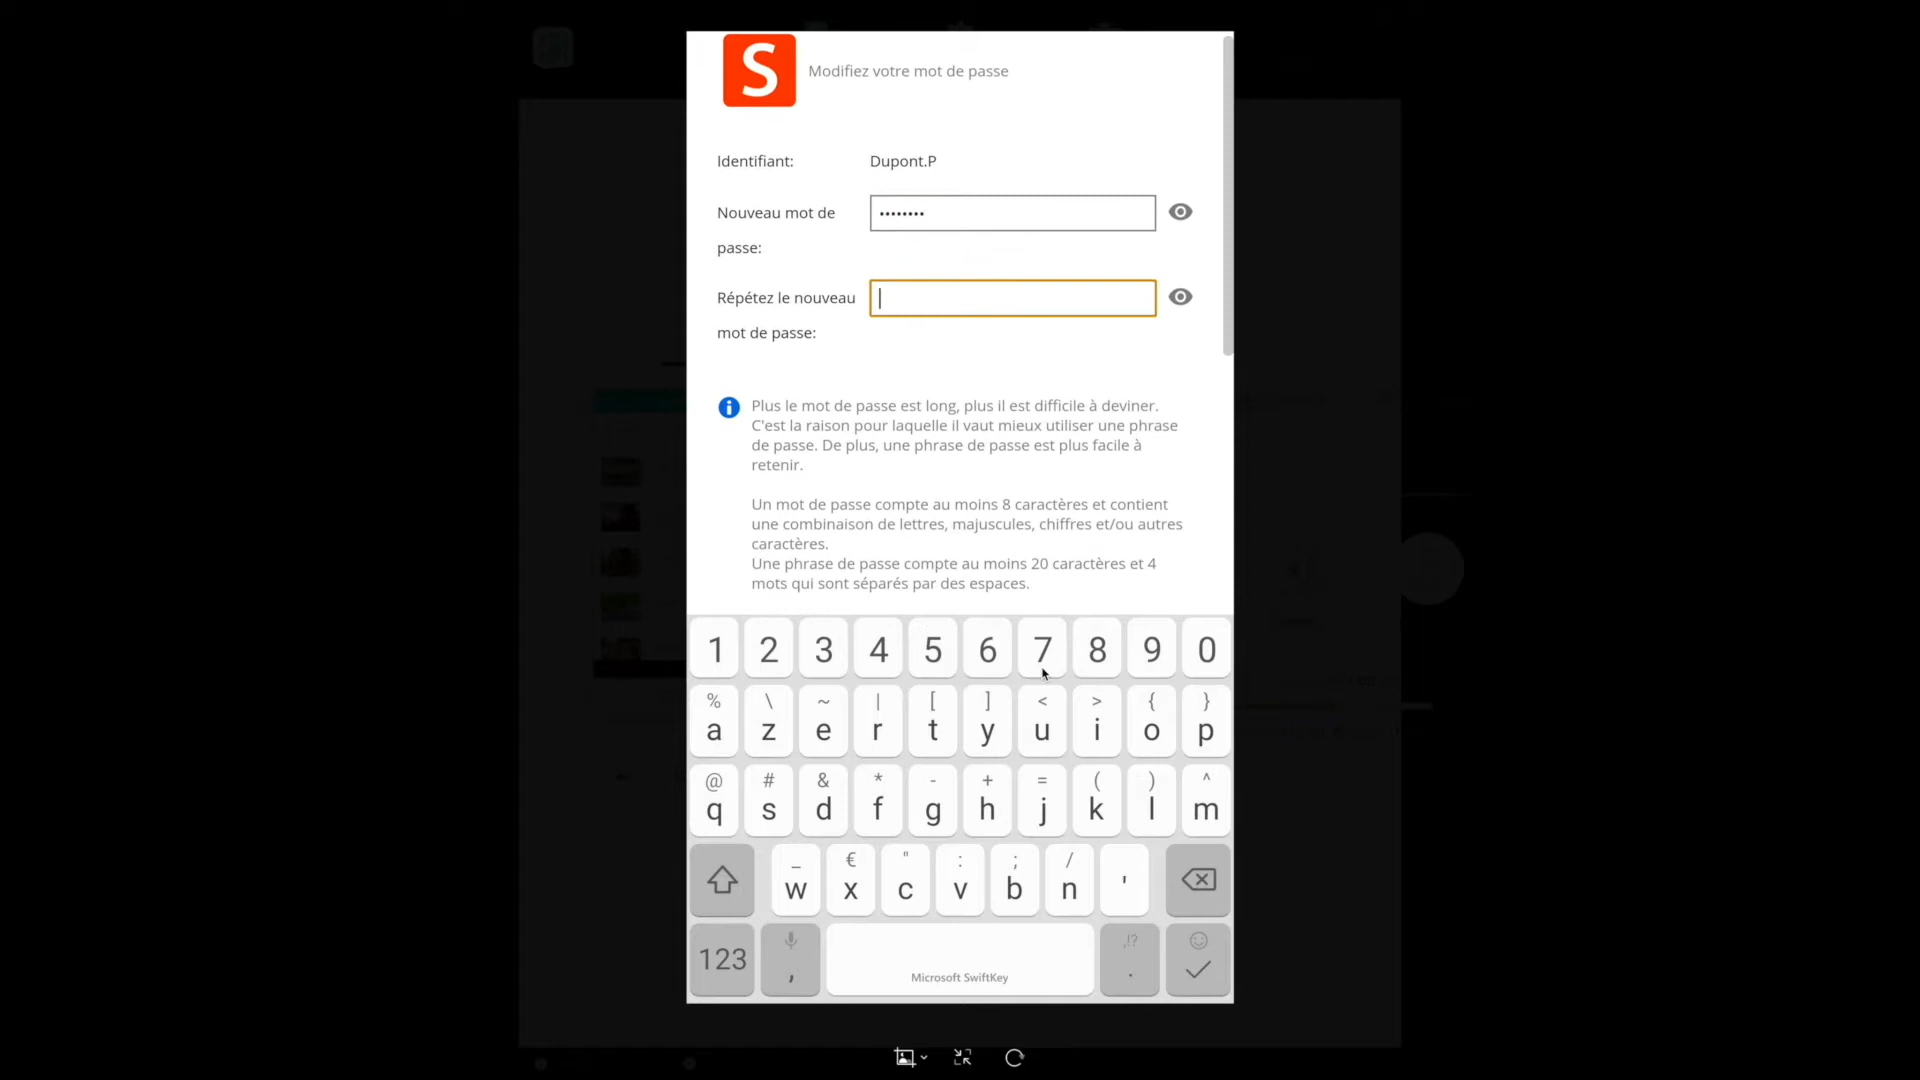 S Modifiez votre mot de passe
Identifiant: Dupont.P
Nouveau mot de ••••••••
passe:
Répétez le nouveau
mot de passe:
Plus le mot de passe est long, plus il est difficile à deviner.
C'est la raison pour laquelle il vaut mieux utiliser une phrase
de passe. De plus, une phrase de passe est plus facile à
retenir.
Un mot de passe compte au moins 8 caractères et contient
une combinaison de lettres, majuscules, chiffres et/ou autres
caractères.
Une phrase de passe compte au moins 20 caractères et 4
mots qui sont séparés par des espaces.
1 2 3 4 5 6 7 8 9 0
% \ ~ | [ ] < > { }
a z e r t y u i o p
@ # & * - + = ( ) ^
q s d f g h j k l m
_ € " : ; /
w x c v b n '
,!?
123 , Microsoft SwiftKey .